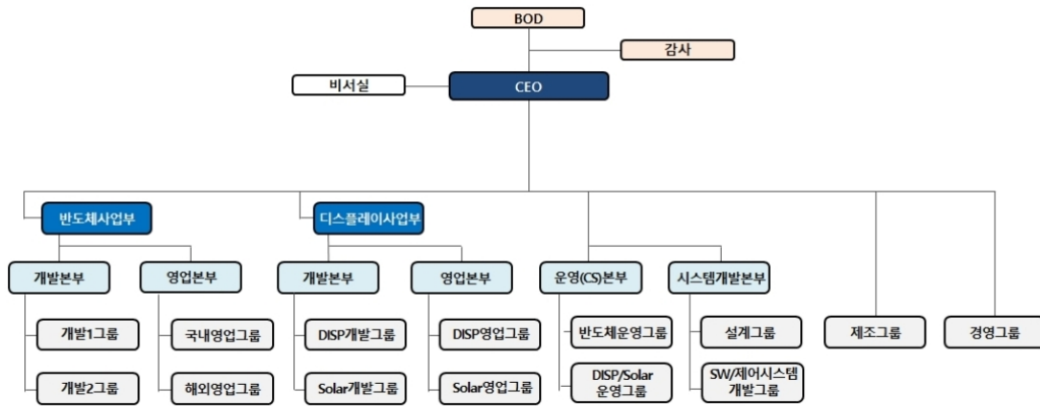 BOD
감사
비서실
CEO
반도체사업부
디스플레이사업부
개발본부
영업본부
개발본부
영업본부
운영(CS)본부
시스템개발본부
개발1그룹
국내영업그룹
DISP개발그룹
DISP영업그룹
반도체운영그룹
설계그룹
제조그룹
경영그룹
개발2그룹
해외영업그룹
Solar개발그룹
Solar영업그룹
DISP/Solar
운영그룹
SW/제어시스템
개발그룹